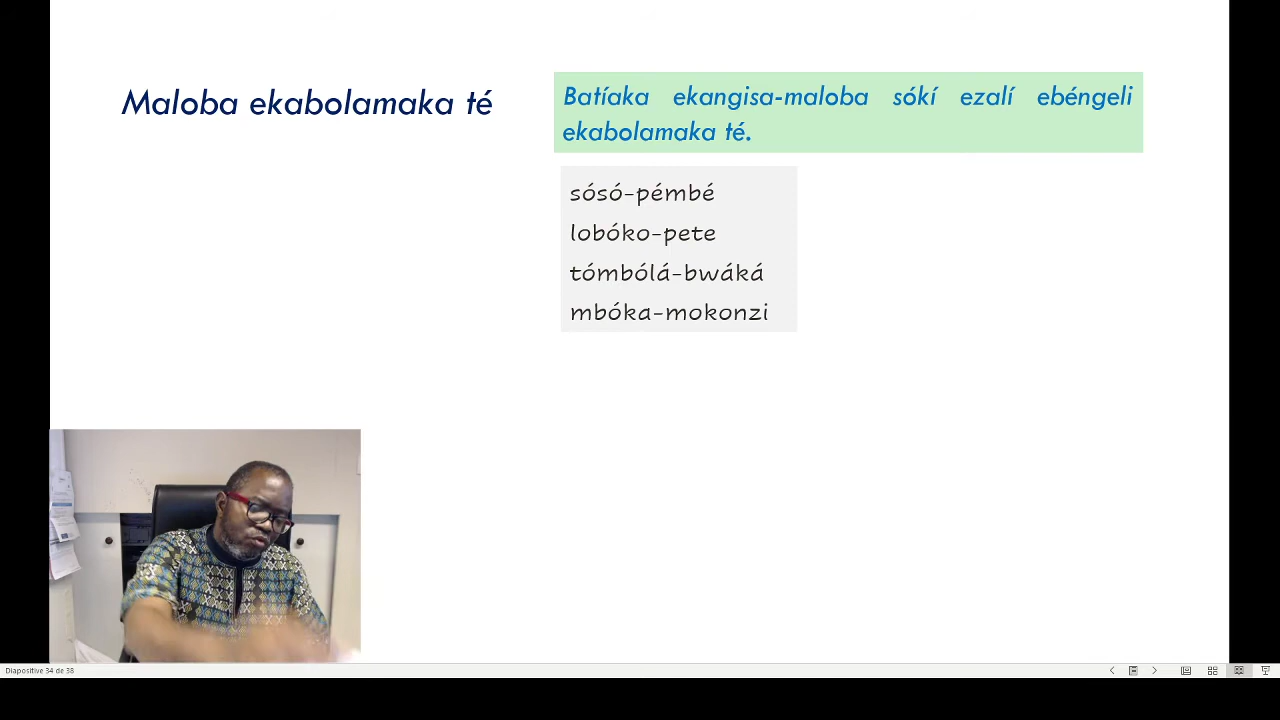 Maloba ekabolamaka té
Batíaka ekangisa-maloba sókí ezalí ebéngeli
ekabolamaka té.
sósó-pémbé
lobóko-pete
tómbólá-bwáká
mbóka-mokonzi
Diapositive 34 de 38